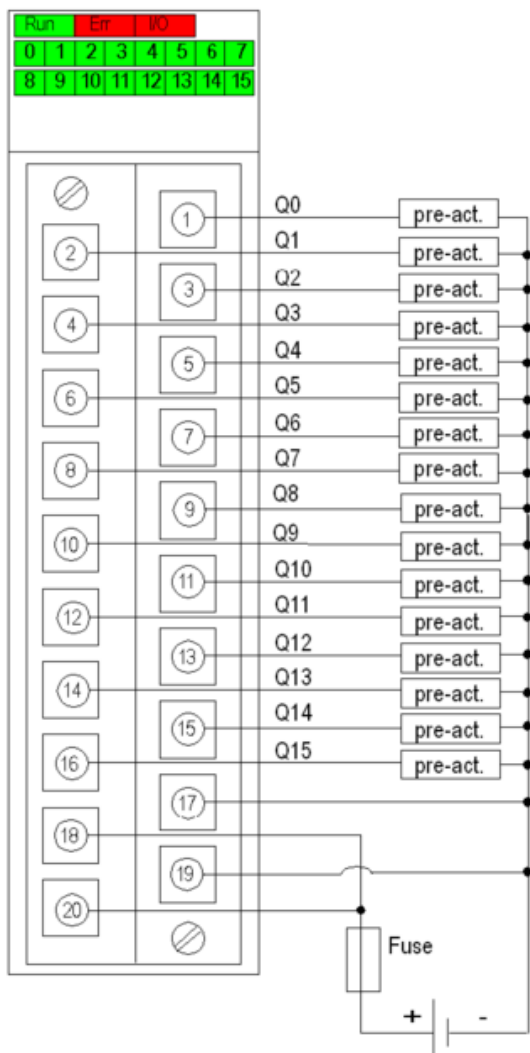 Run Err I/O
0 1 2 3 4 5 6 7
8 9 10 11 12 13 14 15
1 Q0 pre-act.
2 Q1 pre-act.
3 Q2 pre-act.
4 Q3 pre-act.
5 Q4 pre-act.
6 Q5 pre-act.
7 Q6 pre-act.
8 Q7 pre-act.
9 Q8 pre-act.
10 Q9 pre-act.
11 Q10 pre-act.
12 Q11 pre-act.
13 Q12 pre-act.
14 Q13 pre-act.
15 Q14 pre-act.
16 Q15 pre-act.
17
18
19
20
Fuse
+ -